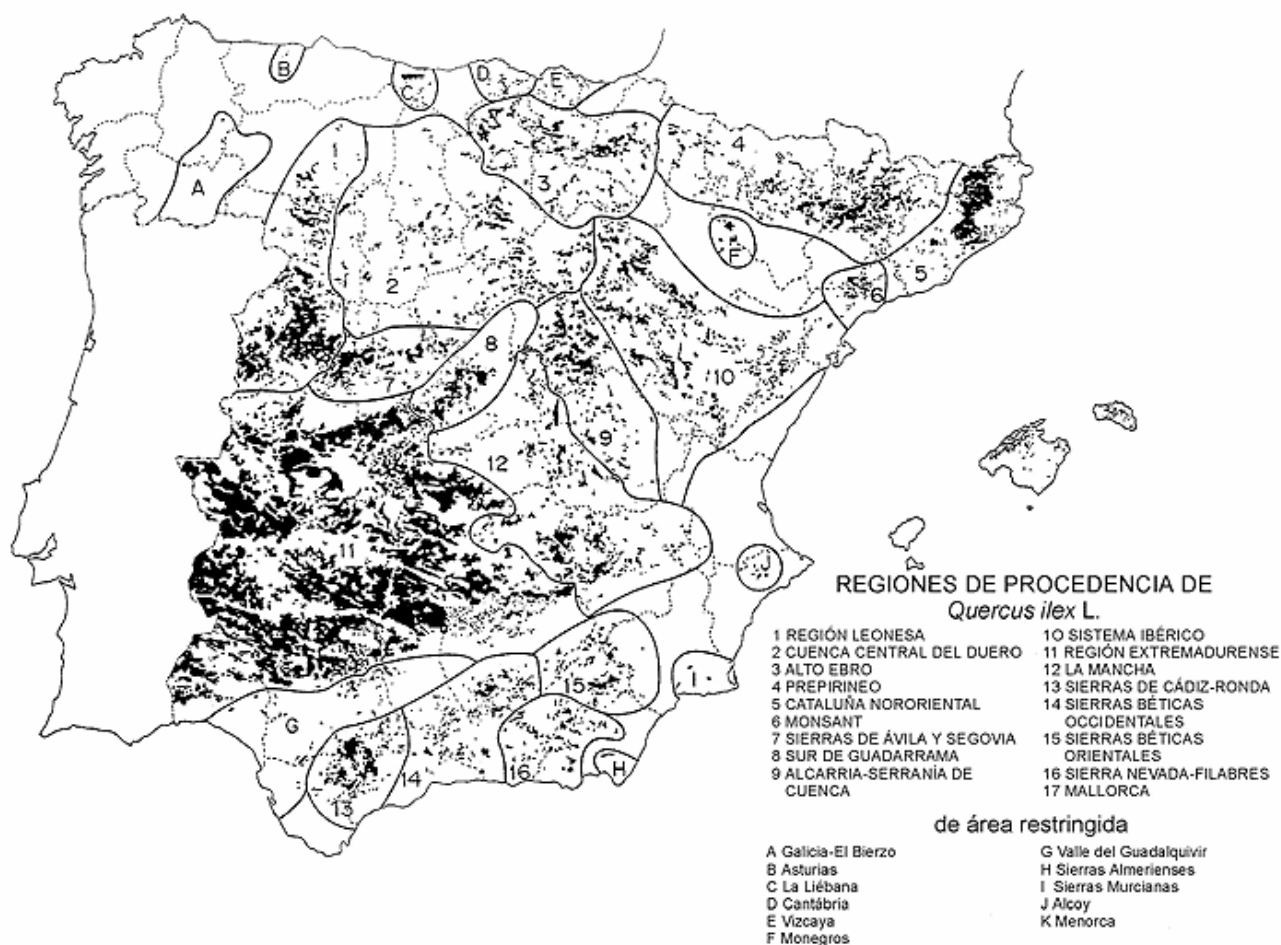 B
C
D
E
4
1
3
A
F
2
5
6
8
7
10
9
12
11
J
15
I
G
14
16
H
13
REGIONES DE PROCEDENCIA DE
Quercus ilex L.
1 REGIÓN LEONESA
2 CUENCA CENTRAL DEL DUERO
3 ALTO EBRO
4 PREPIRINEO
5 CATALUÑA NORORIENTAL
6 MONSANT
7 SIERRAS DE ÁVILA Y SEGOVIA
8 SUR DE GUADARRAMA
9 ALCARRIA-SERRANÍA DE
CUENCA
10 SISTEMA IBÉRICO
11 REGIÓN EXTREMADURENSE
12 LA MANCHA
13 SIERRAS DE CÁDIZ-RONDA
14 SIERRAS BÉTICAS
OCCIDENTALES
15 SIERRAS BÉTICAS
ORIENTALES
16 SIERRA NEVADA-FILABRES
17 MALLORCA
de área restringida
A Galicia-El Bierzo
B Asturias
C La Liébana
D Cantábria
E Vizcaya
F Monegros
G Valle del Guadalquivir
H Sierras Almerienses
I Sierras Murcianas
J Alcoy
K Menorca